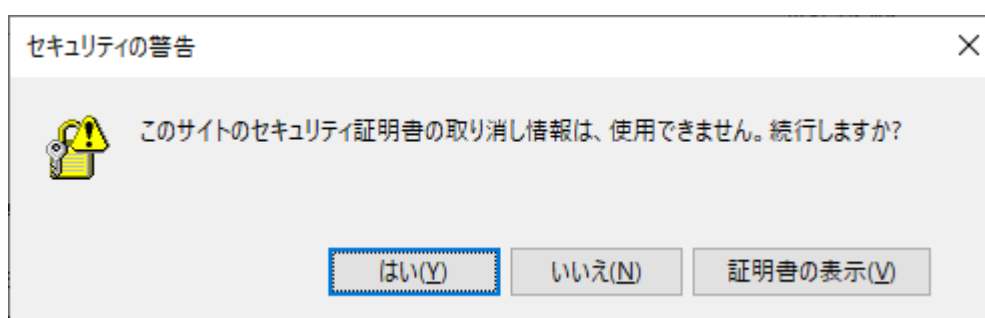 セキュリティの警告
このサイトのセキュリティ証明書の取り消し情報は、使用できません。続行しますか?
はい(Y)
いいえ(N)
証明書の表示(V)